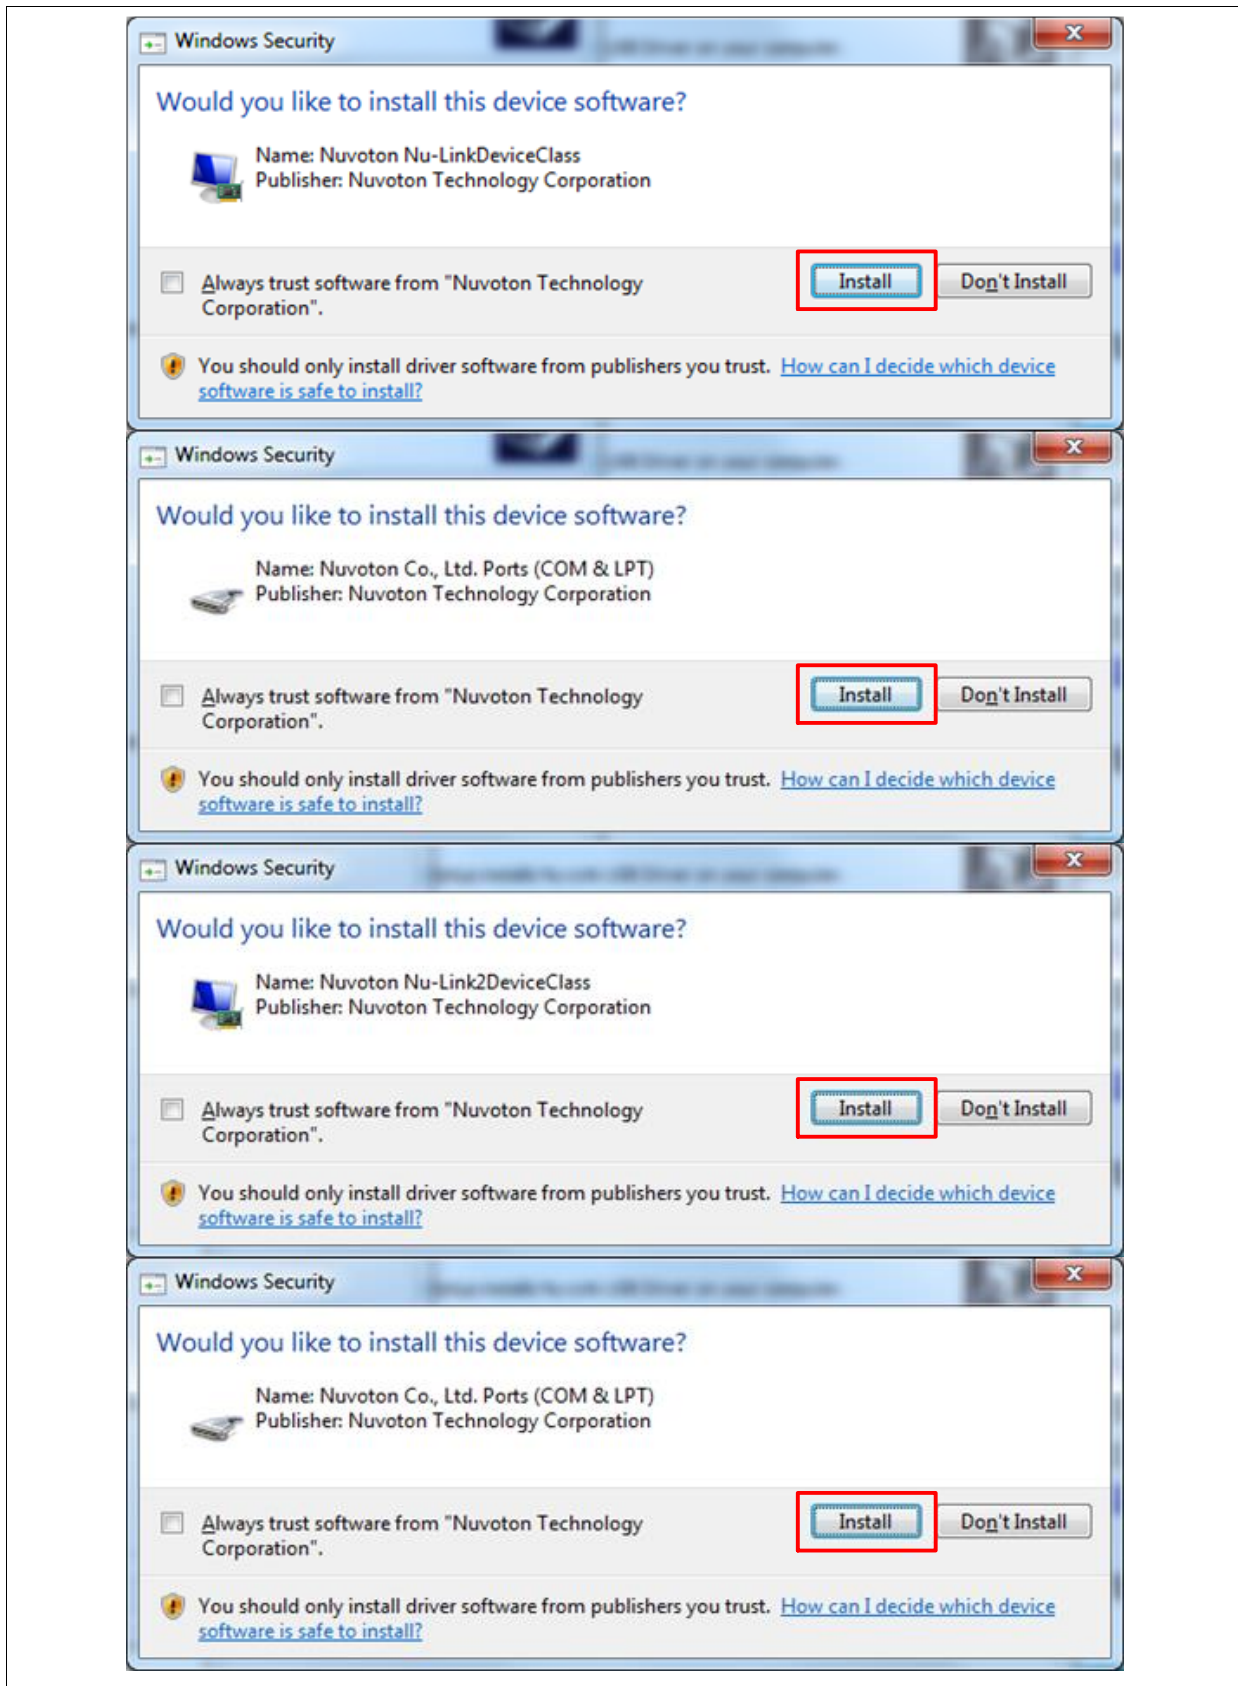 Windows Security
Would you like to install this device software?
Name: Nuvoton Nu-LinkDeviceClass
Publisher: Nuvoton Technology Corporation
Always trust software from "Nuvoton Technology
Corporation".
Install
Don't Install
You should only install driver software from publishers you trust. How can I decide which device
software is safe to install?
Windows Security
Would you like to install this device software?
Name: Nuvoton Co., Ltd. Ports (COM & LPT)
Publisher: Nuvoton Technology Corporation
Always trust software from "Nuvoton Technology
Corporation".
Install
Don't Install
You should only install driver software from publishers you trust. How can I decide which device
software is safe to install?
Windows Security
Would you like to install this device software?
Name: Nuvoton Nu-Link2DeviceClass
Publisher: Nuvoton Technology Corporation
Always trust software from "Nuvoton Technology
Corporation".
Install
Don't Install
You should only install driver software from publishers you trust. How can I decide which device
software is safe to install?
Windows Security
Would you like to install this device software?
Name: Nuvoton Co., Ltd. Ports (COM & LPT)
Publisher: Nuvoton Technology Corporation
Always trust software from "Nuvoton Technology
Corporation".
Install
Don't Install
You should only install driver software from publishers you trust. How can I decide which device
software is safe to install?